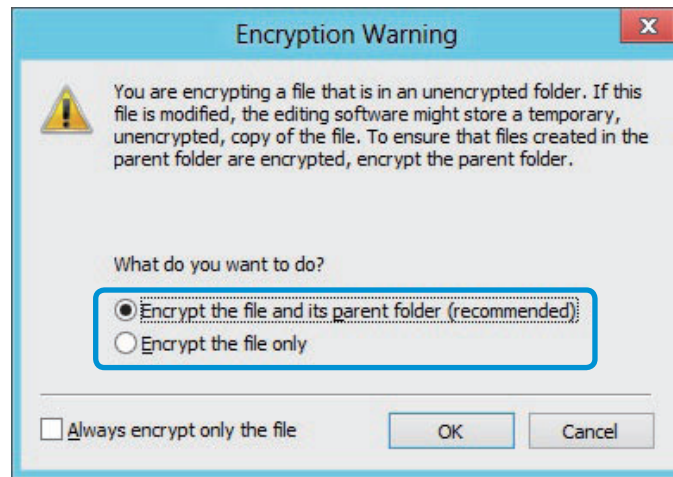 Encryption Warning
You are encrypting a file that is in an unencrypted folder. If this
file is modified, the editing software might store a temporary,
unencrypted, copy of the file. To ensure that files created in the
parent folder are encrypted, encrypt the parent folder.
What do you want to do?
Encrypt the file and its parent folder (recommended)
Encrypt the file only
Always encrypt only the file
OK
Cancel